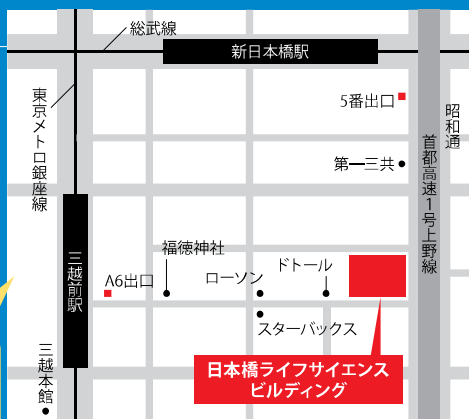 総武線
新日本橋駅
東京メトロ銀座線
5番出口
昭和通
首都高速1号上野線
第一三共
三越前駅
福徳神社
A6出口
ローソン
ドトール
スターバックス
三越本館
日本橋ライフサイエンス
ビルディング